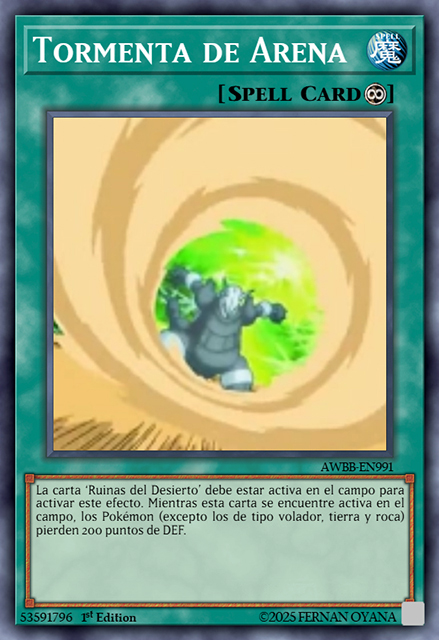 TORMENTA DE ARENA
SPELL
魔
[SPELL CARD♾]
AWBB-EN991
La carta ‘Ruinas del Desierto’ debe estar activa en el campo para
activar este efecto. Mientras esta carta se encuentre activa en el
campo, los Pokémon (excepto los de tipo volador, tierra y roca)
pierden 200 puntos de DEF.
53591796 1st Edition ©2025 FERNAN OYANA